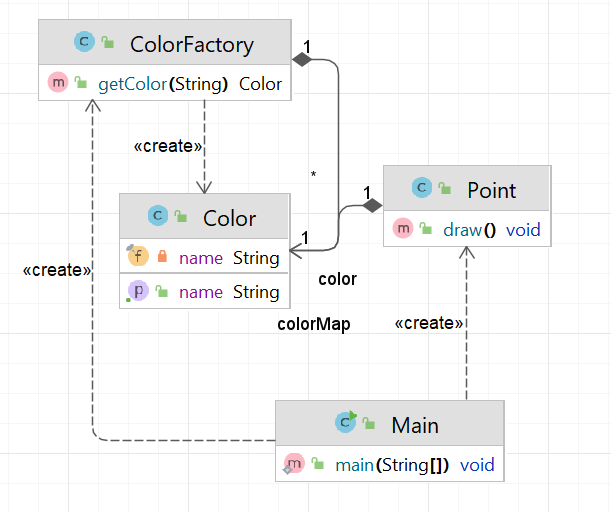 C ColorFactory
m getColor(String) Color
1
«create»
*
1
C Point
m draw() void
C Color
f name String
p name String
1
color
«create»
colorMap
«create»
C Main
m main(String[]) void